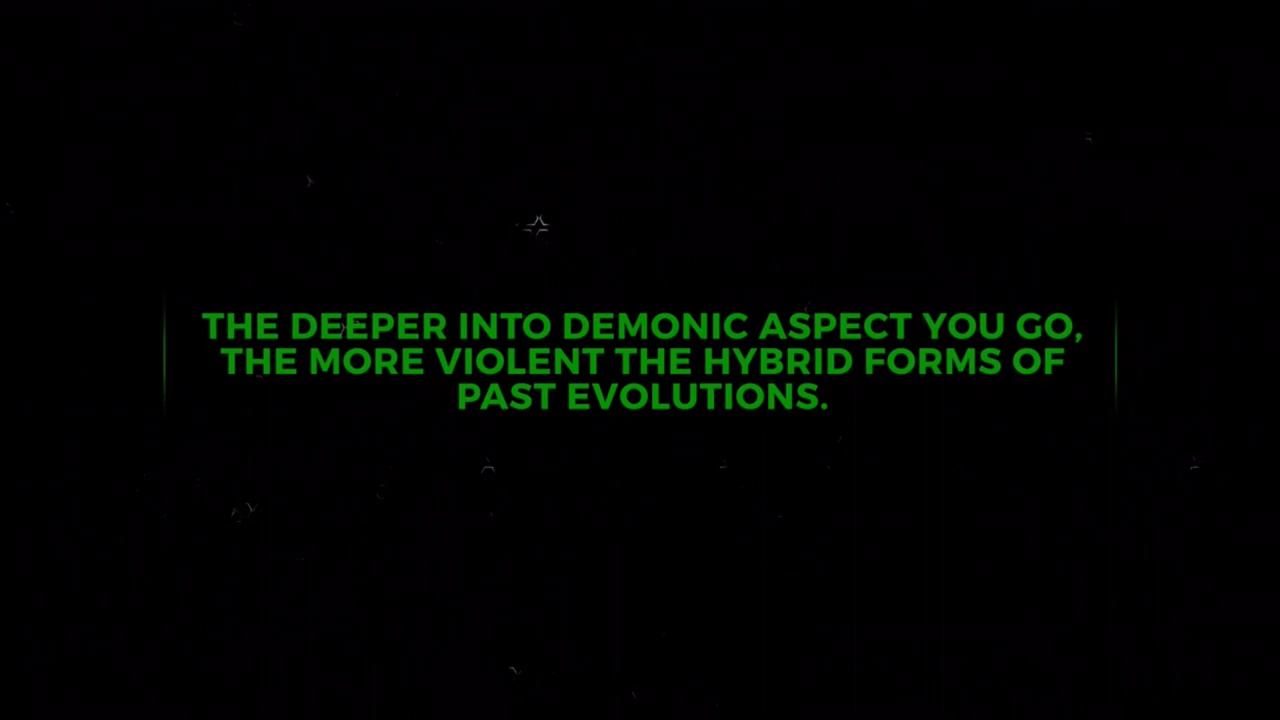 THE DEEPER INTO DEMONIC ASPECT YOU GO,
THE MORE VIOLENT THE HYBRID FORMS OF
PAST EVOLUTIONS.